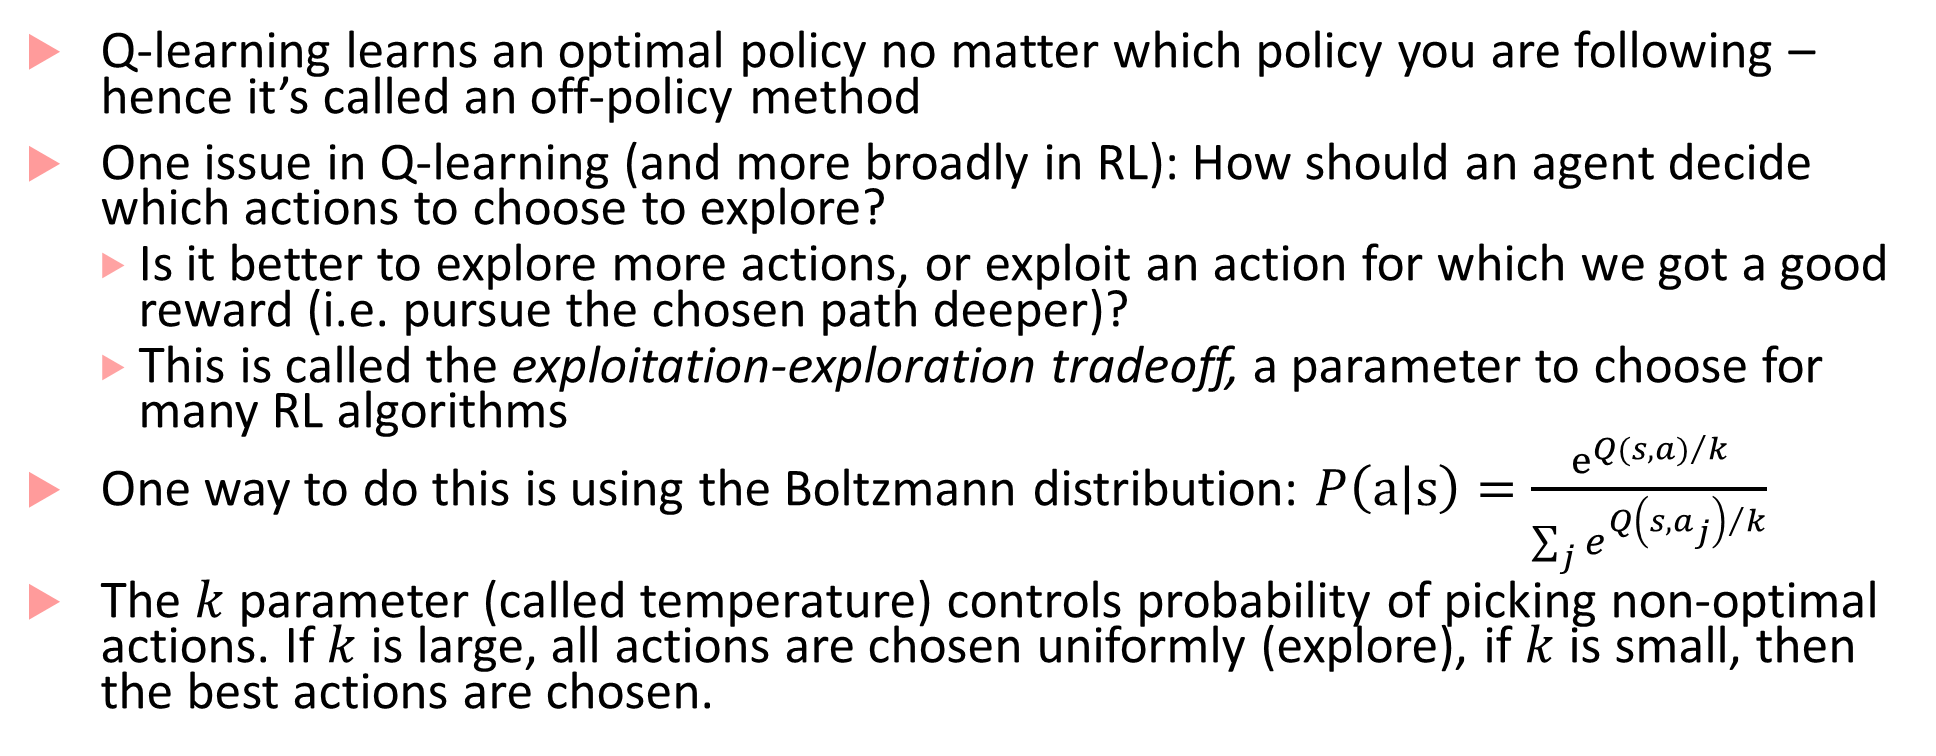 Q-learning learns an optimal policy no matter which policy you are following –
hence it’s called an off-policy method
One issue in Q-learning (and more broadly in RL): How should an agent decide
which actions to choose to explore?
Is it better to explore more actions, or exploit an action for which we got a good
reward (i.e. pursue the chosen path deeper)?
This is called the exploitation-exploration tradeoff, a parameter to choose for
many RL algorithms
One way to do this is using the Boltzmann distribution: P(a|s) = e^{Q(s,a)/k} / ∑_j e^{Q(s,a_j)/k}
The k parameter (called temperature) controls probability of picking non-optimal
actions. If k is large, all actions are chosen uniformly (explore), if k is small, then
the best actions are chosen.